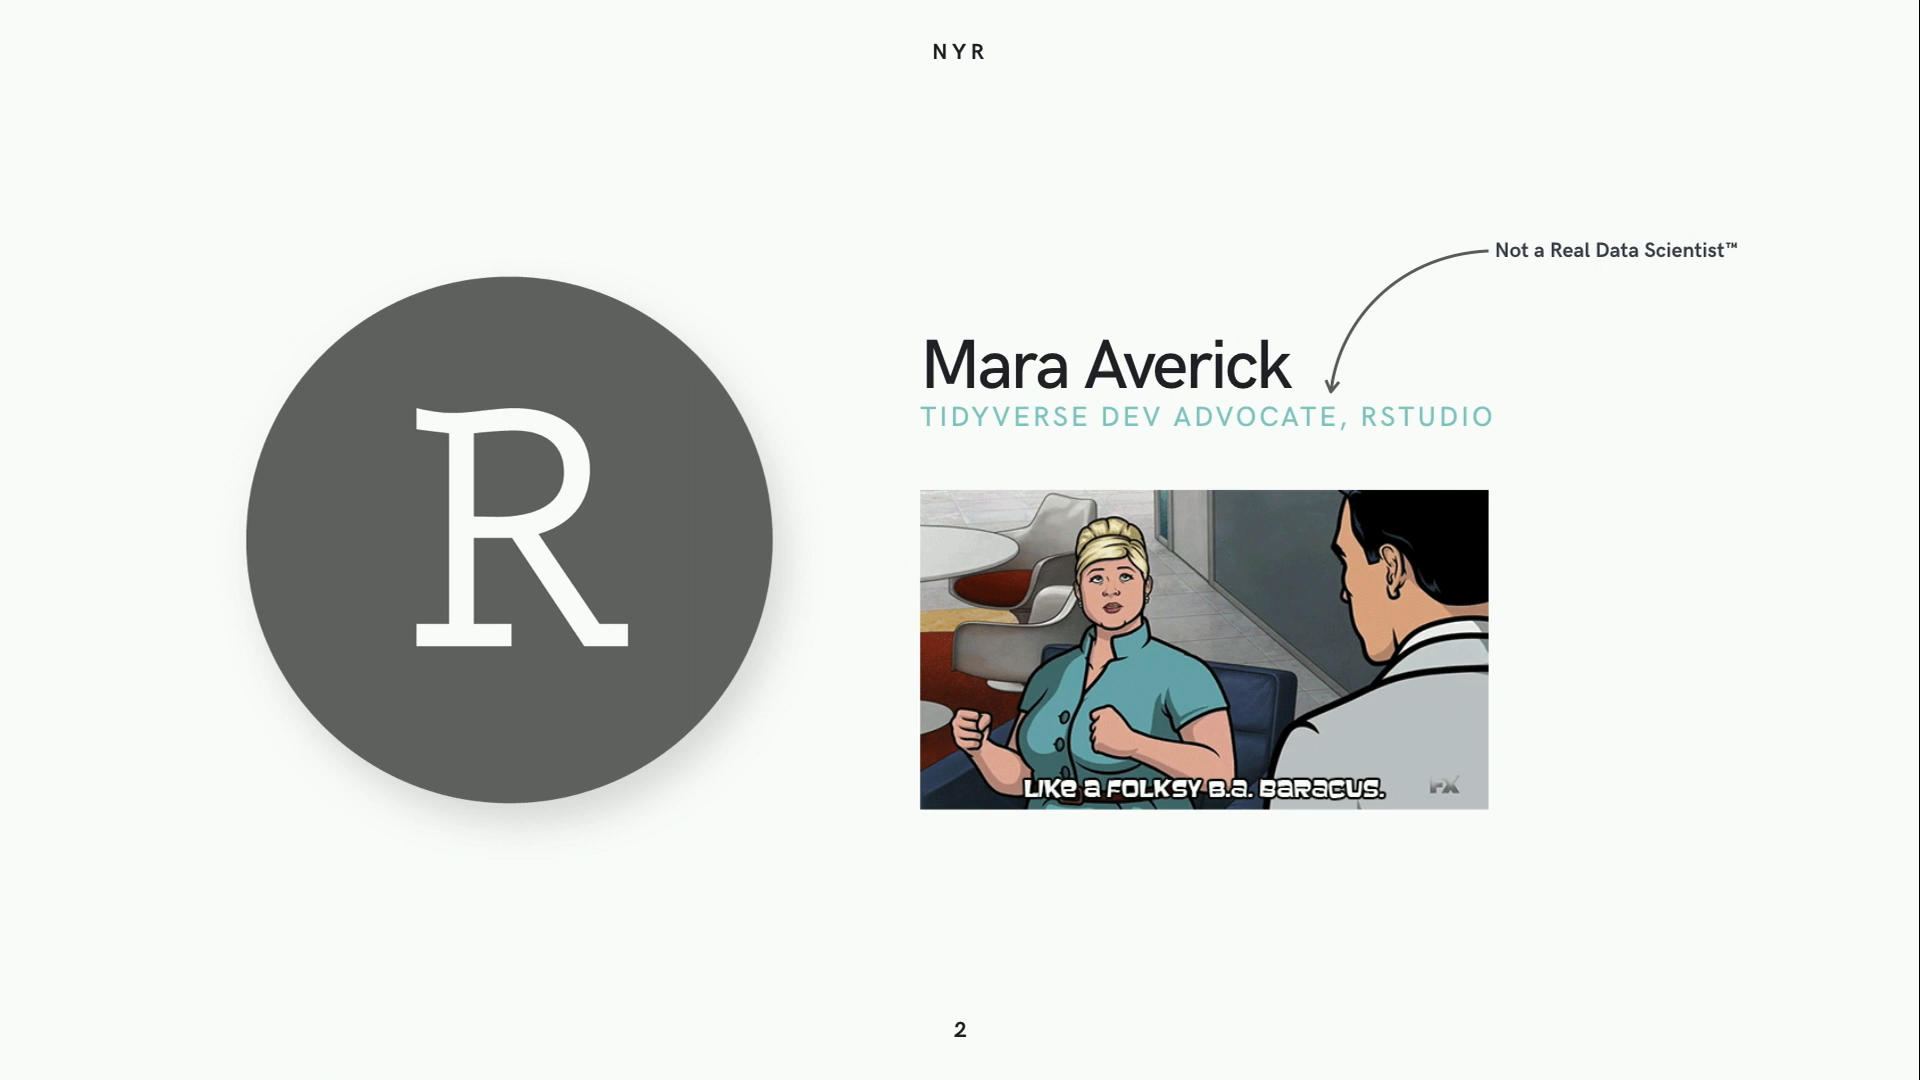 NYR
R
Not a Real Data Scientist™
Mara Averick
TIDYVERSE DEV ADVOCATE, RSTUDIO
LIKE A FOLKSY B.A. BARACUS.
FX
2